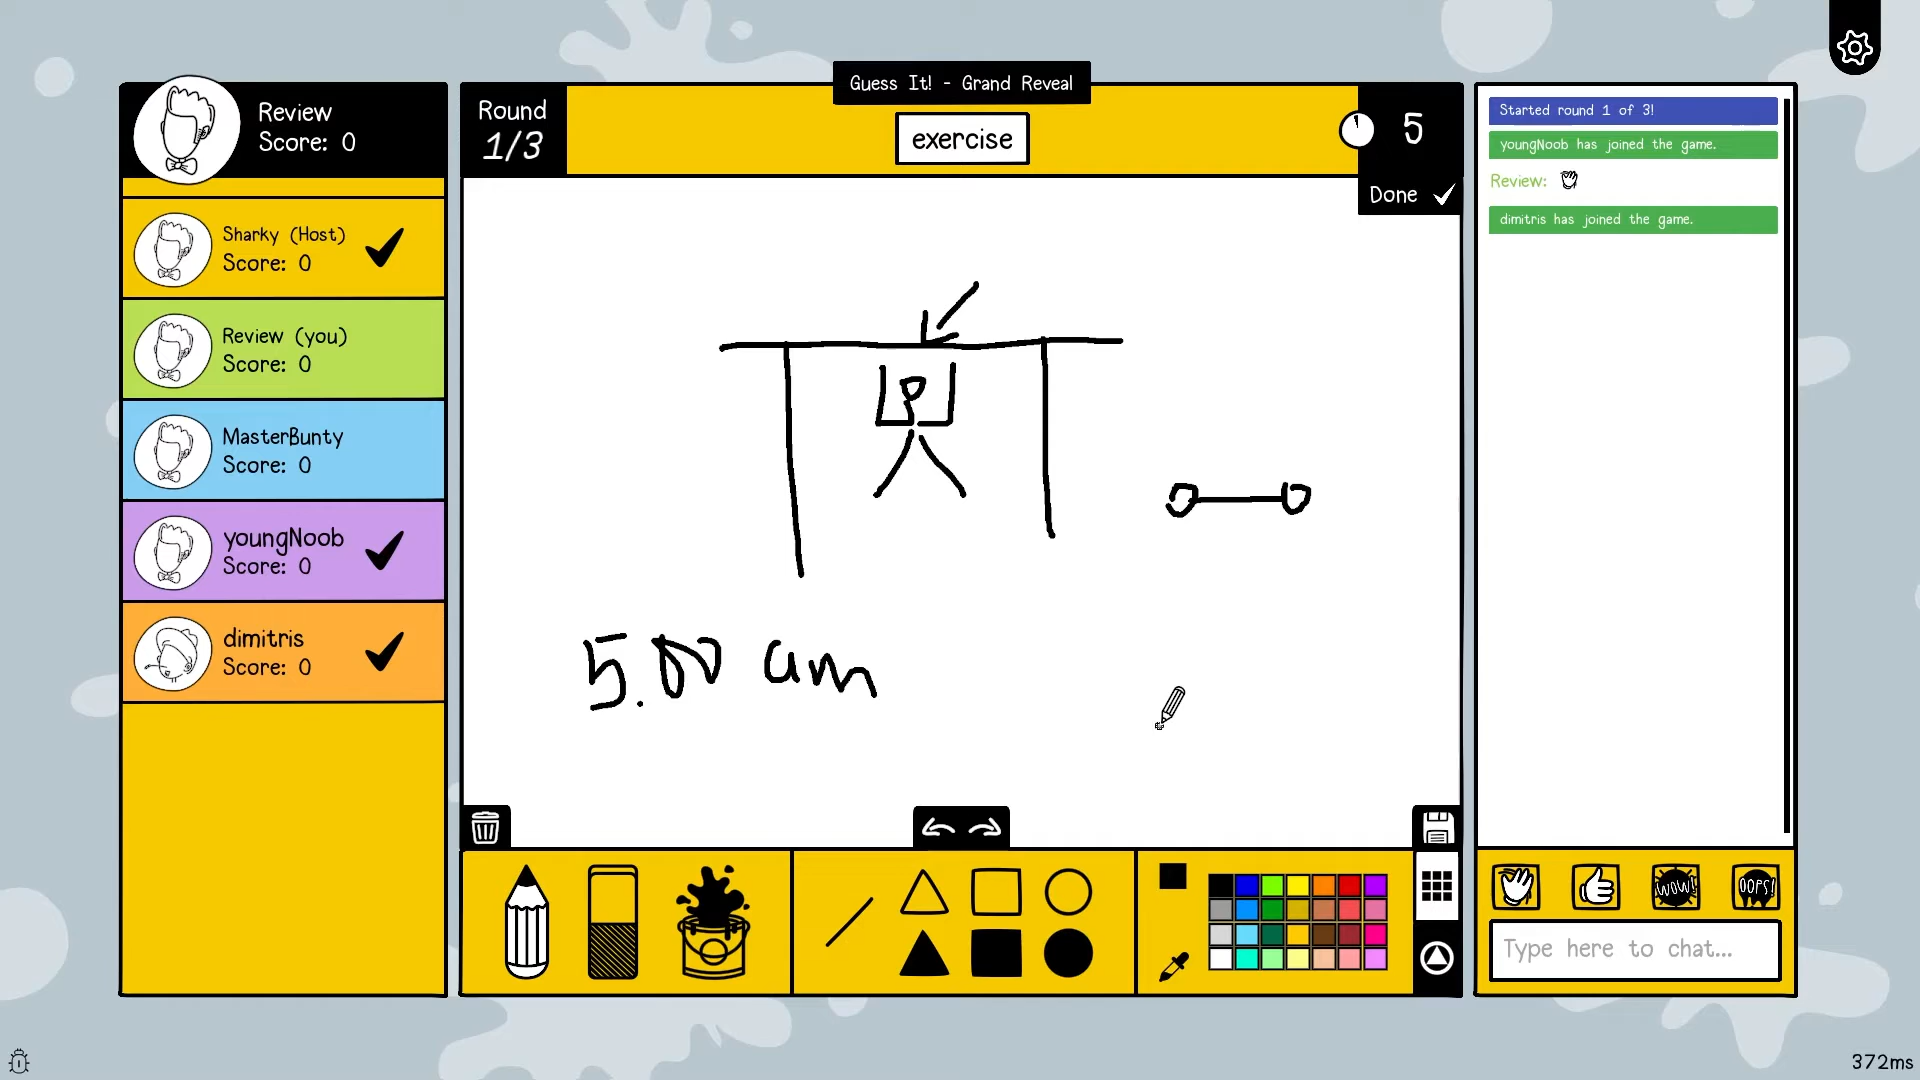 Guess It! - Grand Reveal
Review
Score: 0
Round
1/3
exercise
5
Done
Sharky (Host)
Score: 0
Review (you)
Score: 0
MasterBunty
Score: 0
youngNoob
Score: 0
dimitris
Score: 0
5.00 am
Started round 1 of 3!
youngNoob has joined the game.
Review:
dimitris has joined the game.
WOW!
OOPS!
Type here to chat...
372ms